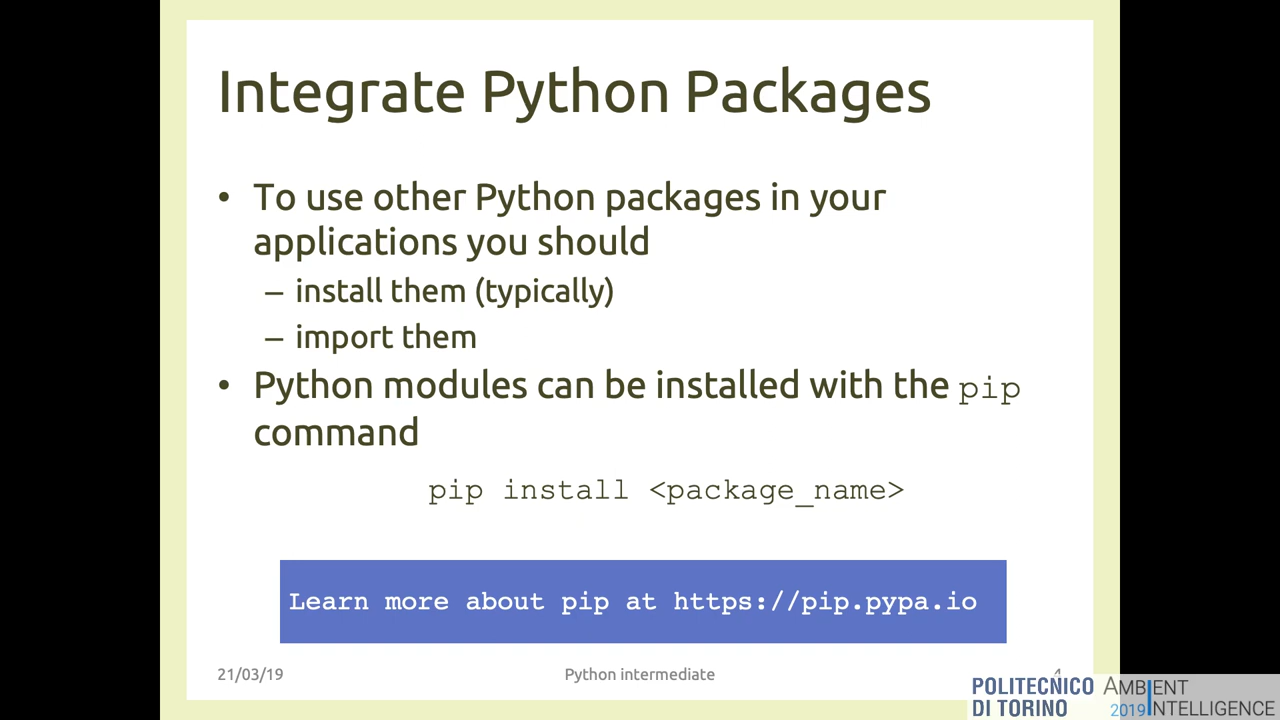 Integrate Python Packages
• To use other Python packages in your
applications you should
– install them (typically)
– import them
• Python modules can be installed with the pip
command
pip install <package_name>
Learn more about pip at https://pip.pypa.io
21/03/19
Python intermediate
4
POLITECNICO
DI TORINO
AMBIENT
2019 INTELLIGENCE